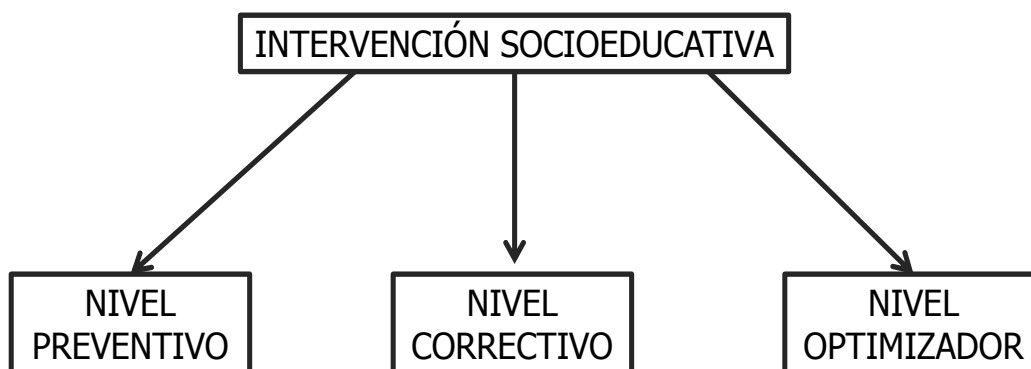 INTERVENCIÓN SOCIOEDUCATIVA
NIVEL
PREVENTIVO
NIVEL
CORRECTIVO
NIVEL
OPTIMIZADOR